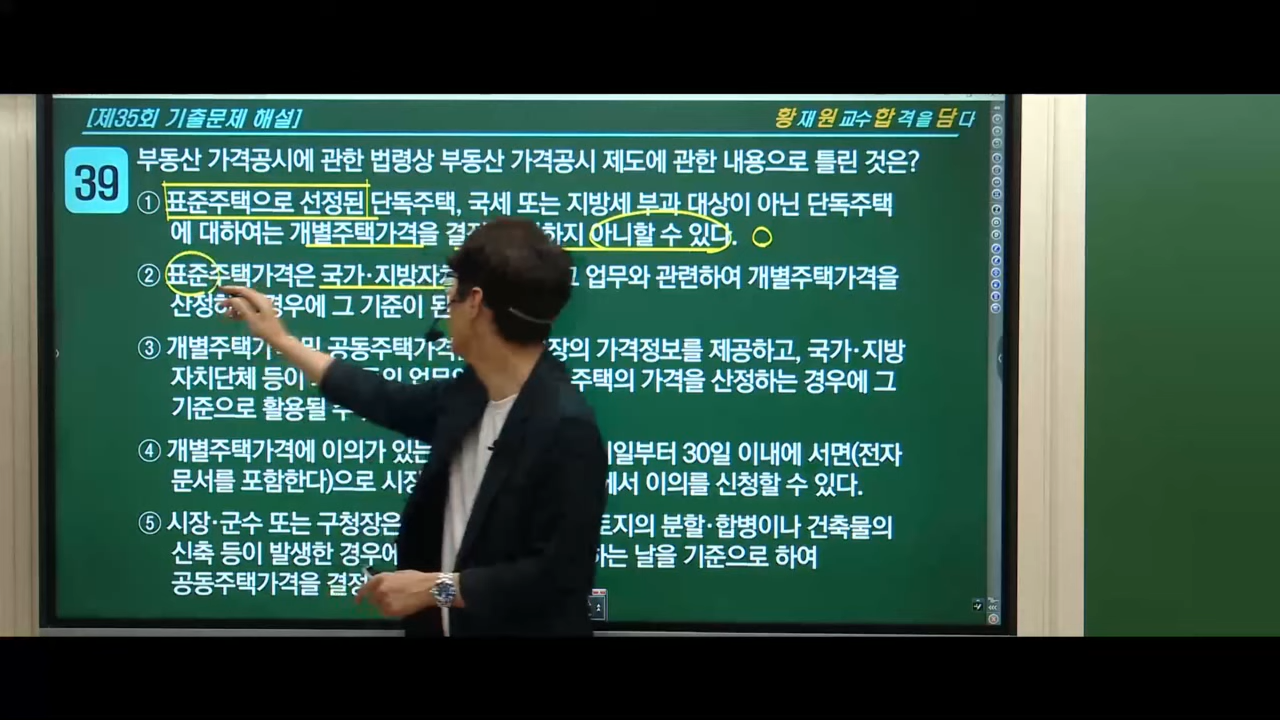 [제35회 기출문제 해설]
황재원 교수 합격을 담다
39
부동산 가격공시에 관한 법령상 부동산 가격공시 제도에 관한 내용으로 틀린 것은?
① 표준주택으로 선정된 단독주택, 국세 또는 지방세 부과 대상이 아닌 단독주택
에 대하여는 개별주택가격을 결정 하지 아니할 수 있다.
② 표준주택가격은 국가·지방자치 그 업무와 관련하여 개별주택가격을
산정하 경우에 그 기준이 된
③ 개별주택가 및 공동주택가격 장의 가격정보를 제공하고, 국가·지방
자치단체 등이 업무 주택의 가격을 산정하는 경우에 그
기준으로 활용될 수
④ 개별주택가격에 이의가 있는 일부터 30일 이내에 서면(전자
문서를 포함한다)으로 시장 에게 이의를 신청할 수 있다.
⑤ 시장·군수 또는 구청장은 토지의 분할·합병이나 건축물의
신축 등이 발생한 경우에 하는 날을 기준으로 하여
공동주택가격을 결정